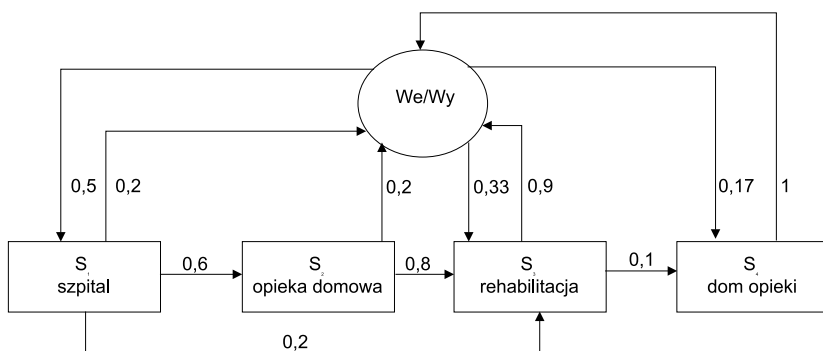 We/Wy
0,5
0,2
0,2
0,33
0,9
0,17
1
S1
szpital
0,6
S2
opieka domowa
0,8
S3
rehabilitacja
0,1
S4
dom opieki
0,2